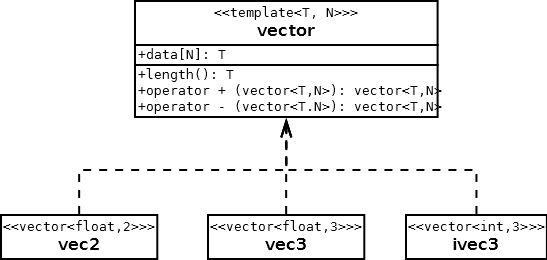 <<template<T, N>>>
vector
+data[N]: T
+length(): T
+operator + (vector<T,N>): vector<T,N>
+operator - (vector<T.N>): vector<T,N>
<<vector<float,2>>>
vec2
<<vector<float,3>>>
vec3
<<vector<int,3>>>
ivec3